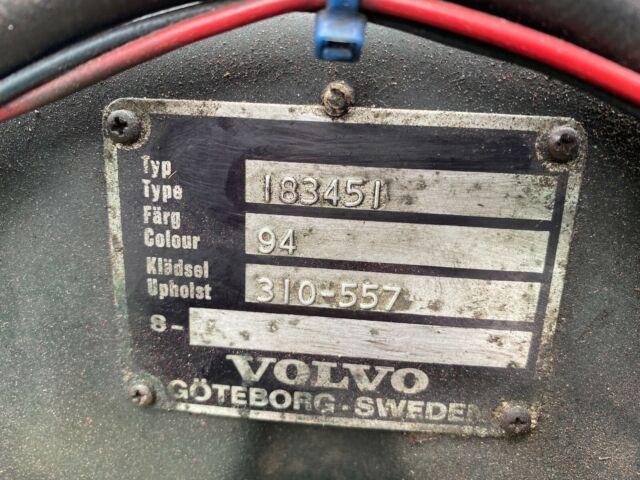 Typ
Type 183451
Färg
Colour 94
Klädsel
Upholst 310-557
8-
VOLVO
GÖTEBORG·SWEDEN